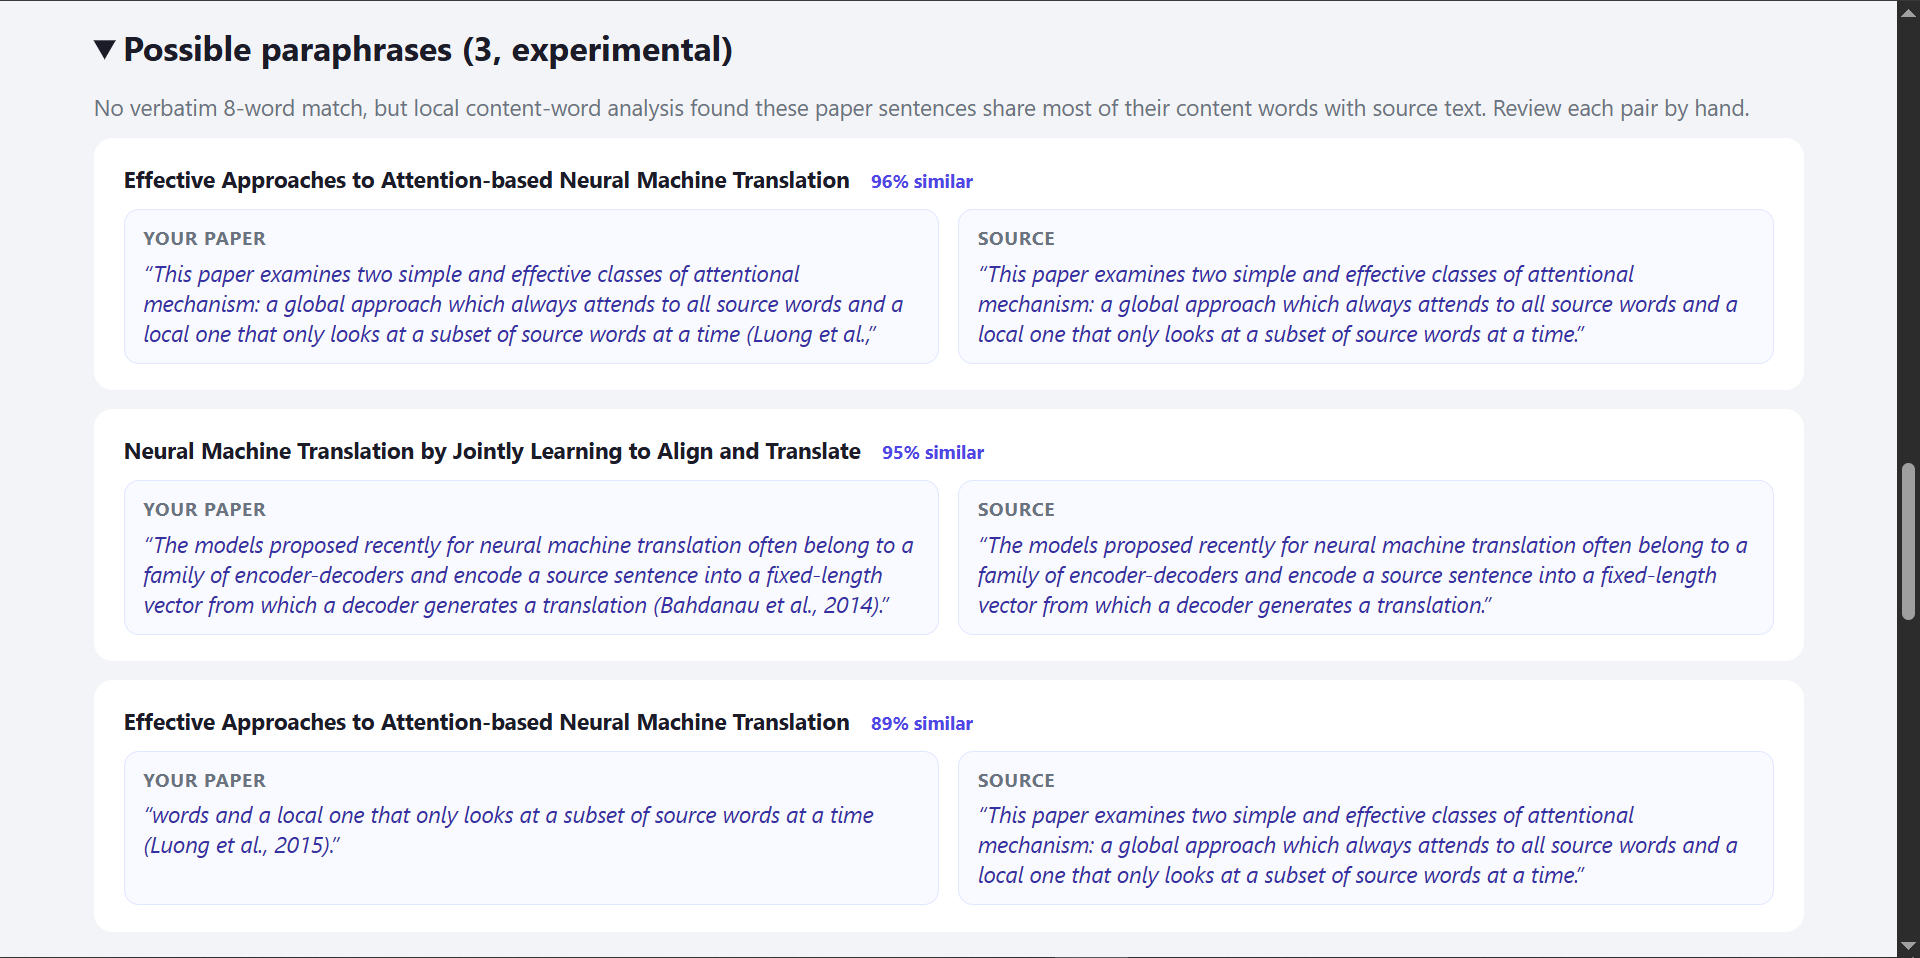 ▼ Possible paraphrases (3, experimental)
No verbatim 8-word match, but local content-word analysis found these paper sentences share most of their content words with source text. Review each pair by hand.
Effective Approaches to Attention-based Neural Machine Translation 96% similar
YOUR PAPER
“This paper examines two simple and effective classes of attentional
mechanism: a global approach which always attends to all source words and a
local one that only looks at a subset of source words at a time (Luong et al.,”
SOURCE
“This paper examines two simple and effective classes of attentional
mechanism: a global approach which always attends to all source words and a
local one that only looks at a subset of source words at a time.”
Neural Machine Translation by Jointly Learning to Align and Translate 95% similar
YOUR PAPER
“The models proposed recently for neural machine translation often belong to a
family of encoder-decoders and encode a source sentence into a fixed-length
vector from which a decoder generates a translation (Bahdanau et al., 2014).”
SOURCE
“The models proposed recently for neural machine translation often belong to a
family of encoder-decoders and encode a source sentence into a fixed-length
vector from which a decoder generates a translation.”
Effective Approaches to Attention-based Neural Machine Translation 89% similar
YOUR PAPER
“words and a local one that only looks at a subset of source words at a time
(Luong et al., 2015).”
SOURCE
“This paper examines two simple and effective classes of attentional
mechanism: a global approach which always attends to all source words and a
local one that only looks at a subset of source words at a time.”